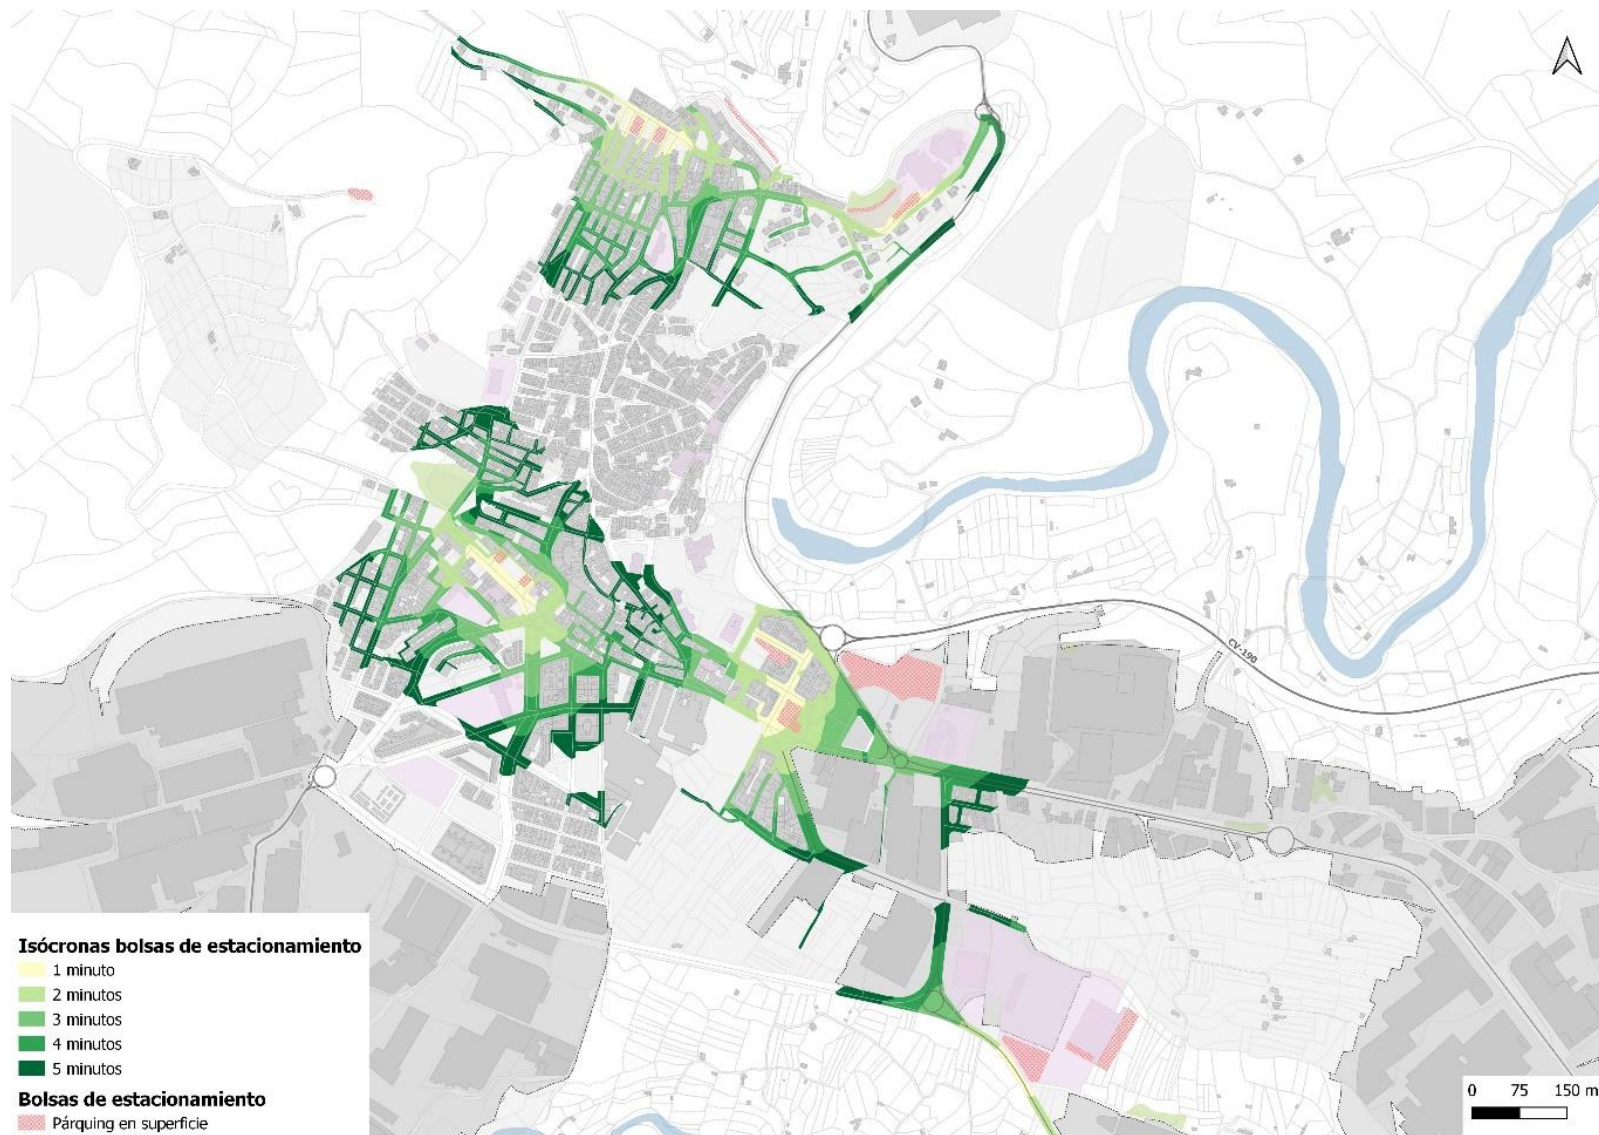 CV-190
Isócronas bolsas de estacionamiento
1 minuto
2 minutos
3 minutos
4 minutos
5 minutos
Bolsas de estacionamiento
Párquing en superficie
0 75 150 m